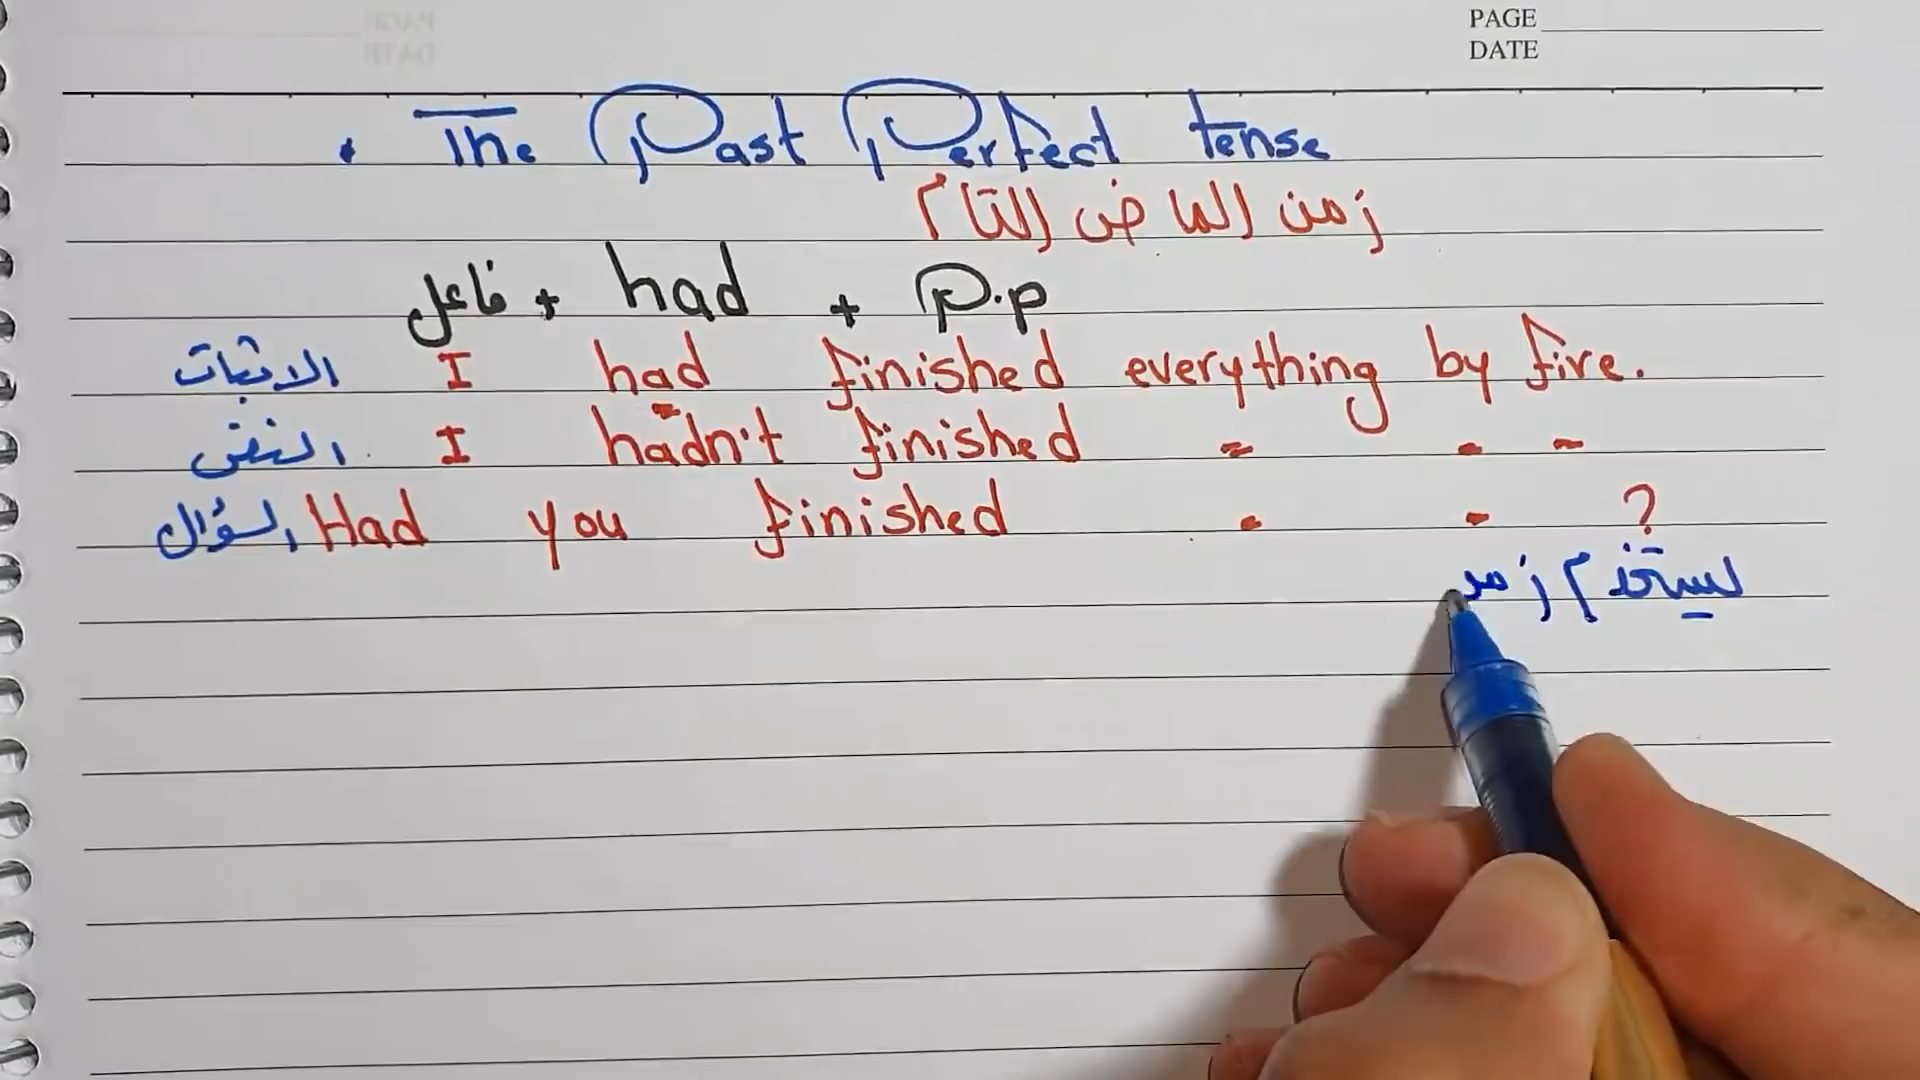 PAGE
DATE
The Past Perfect tense
زمن الماضي التام
فاعل + had + P.p
الاثبات I had finished everything by five.
النفي I hadn't finished = = =
السؤال Had you finished = = ?
يستخدم زمن